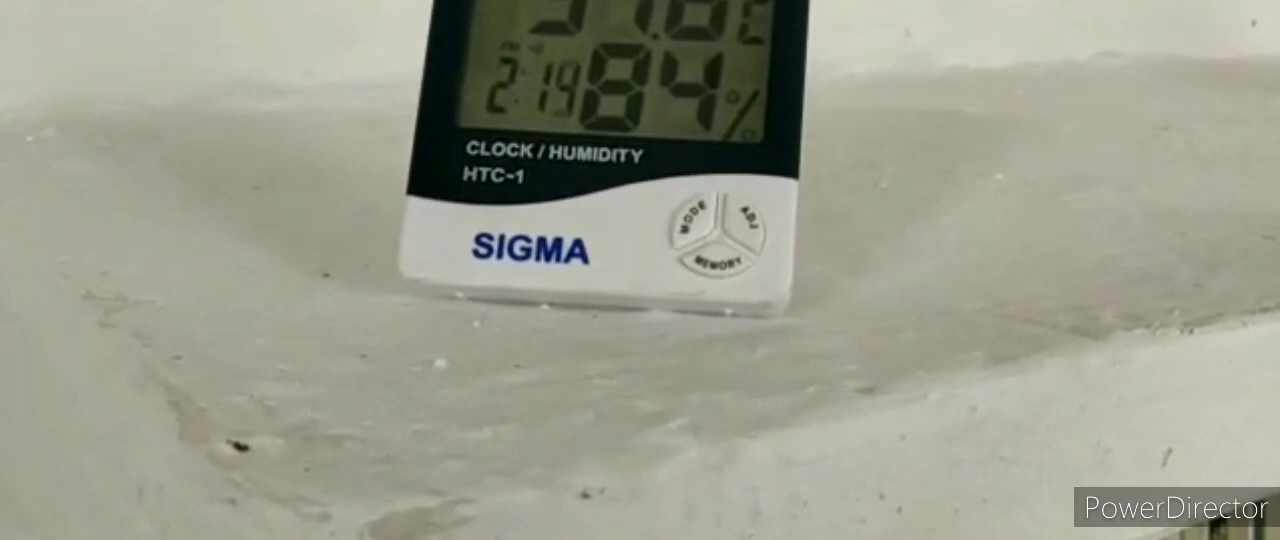 84%
2:19
CLOCK / HUMIDITY
HTC-1
SIGMA
MODE
ADJ
MEMORY
PowerDirector